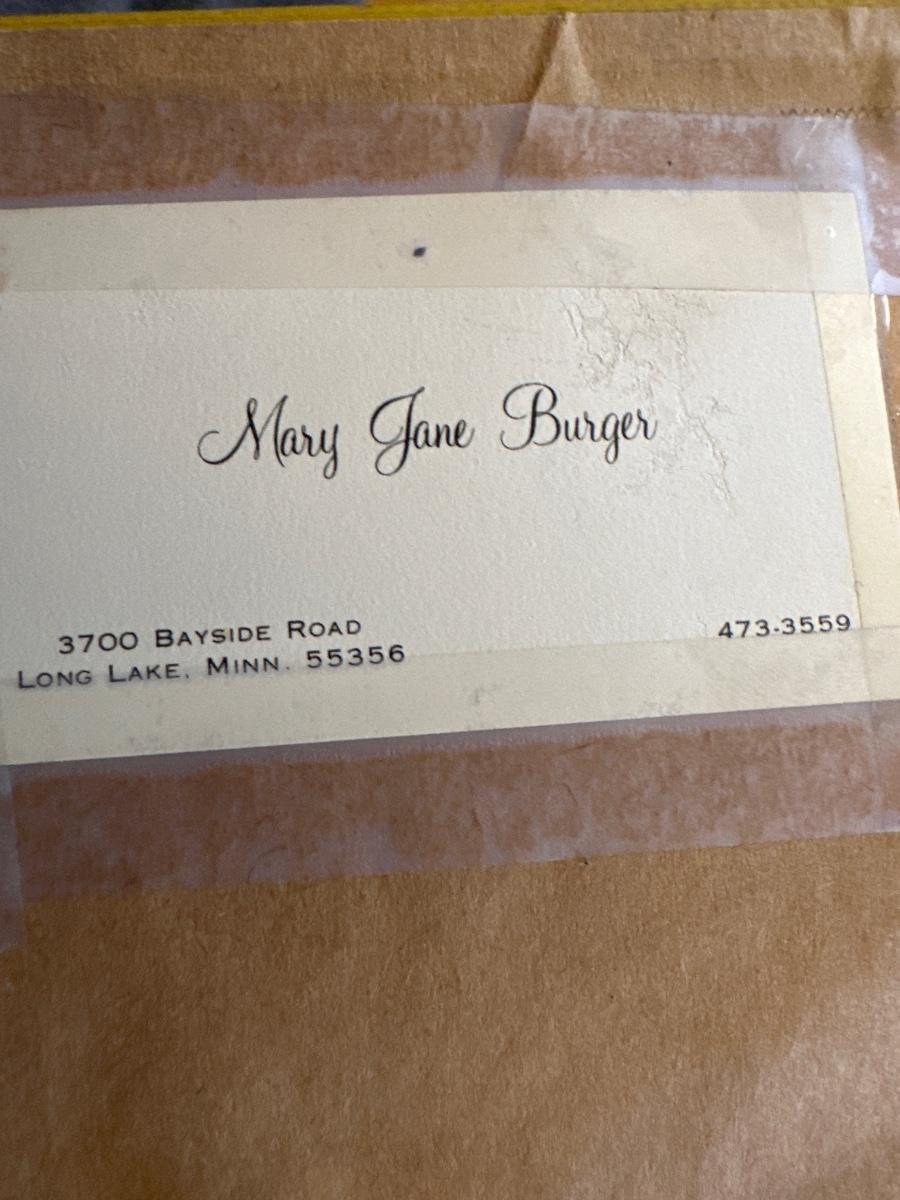 Mary Jane Burger
3700 Bayside Road
Long Lake, Minn. 55356
473-3559